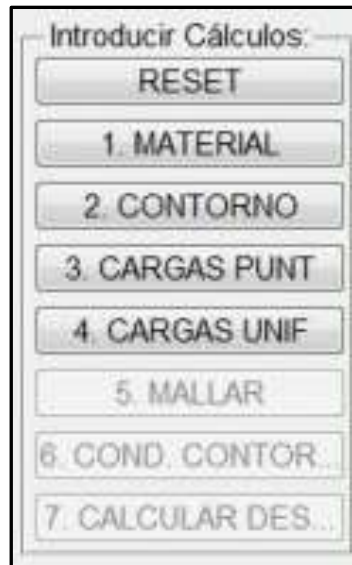 Introducir Cálculos:
RESET
1. MATERIAL
2. CONTORNO
3. CARGAS PUNT
4. CARGAS UNIF
5. MALLAR
6. COND. CONTOR...
7. CALCULAR DES...